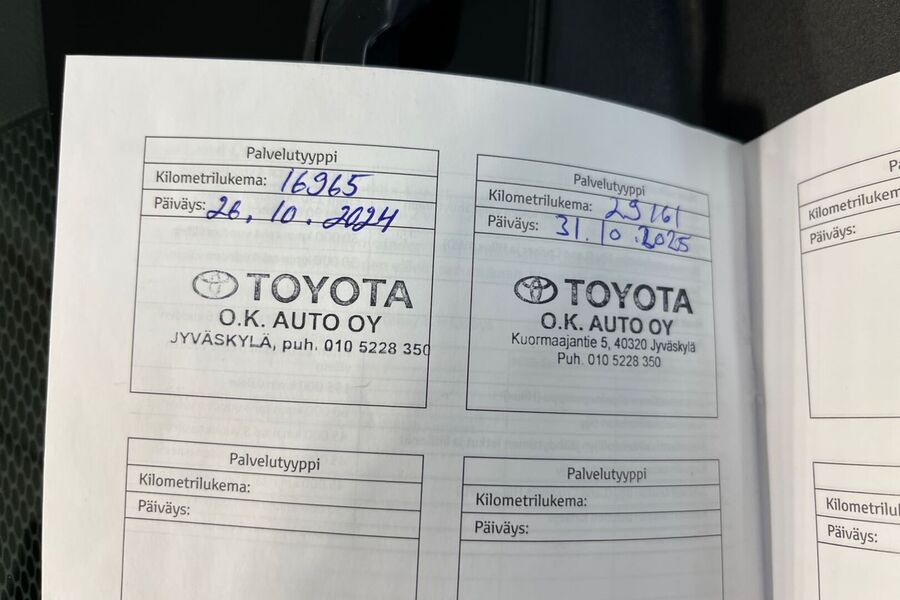 Palvelutyyppi
Kilometrilukema: 16965
Päiväys: 26.10.2024
TOYOTA
O.K. AUTO OY
JYVÄSKYLÄ, puh. 010 5228 350
Palvelutyyppi
Kilometrilukema: 29161
Päiväys: 31.10.2025
TOYOTA
O.K. AUTO OY
Kuormaajantie 5, 40320 Jyväskylä
Puh. 010 5228 350
Kilometrilukem
Päiväys:
Palvelutyyppi
Kilometrilukema:
Päiväys:
Palvelutyyppi
Kilometrilukema:
Päiväys:
Kilometriluk
Päiväys: